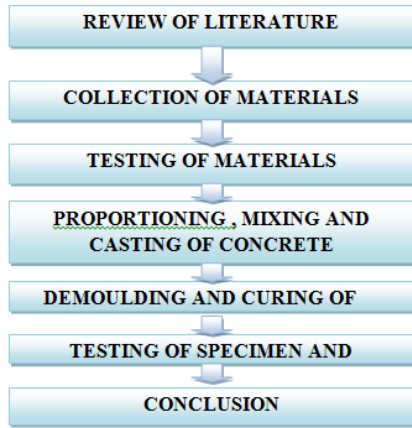 REVIEW OF LITERATURE
COLLECTION OF MATERIALS
TESTING OF MATERIALS
PROPORTIONING , MIXING AND
CASTING OF CONCRETE
DEMOULDING AND CURING OF
TESTING OF SPECIMEN AND
CONCLUSION